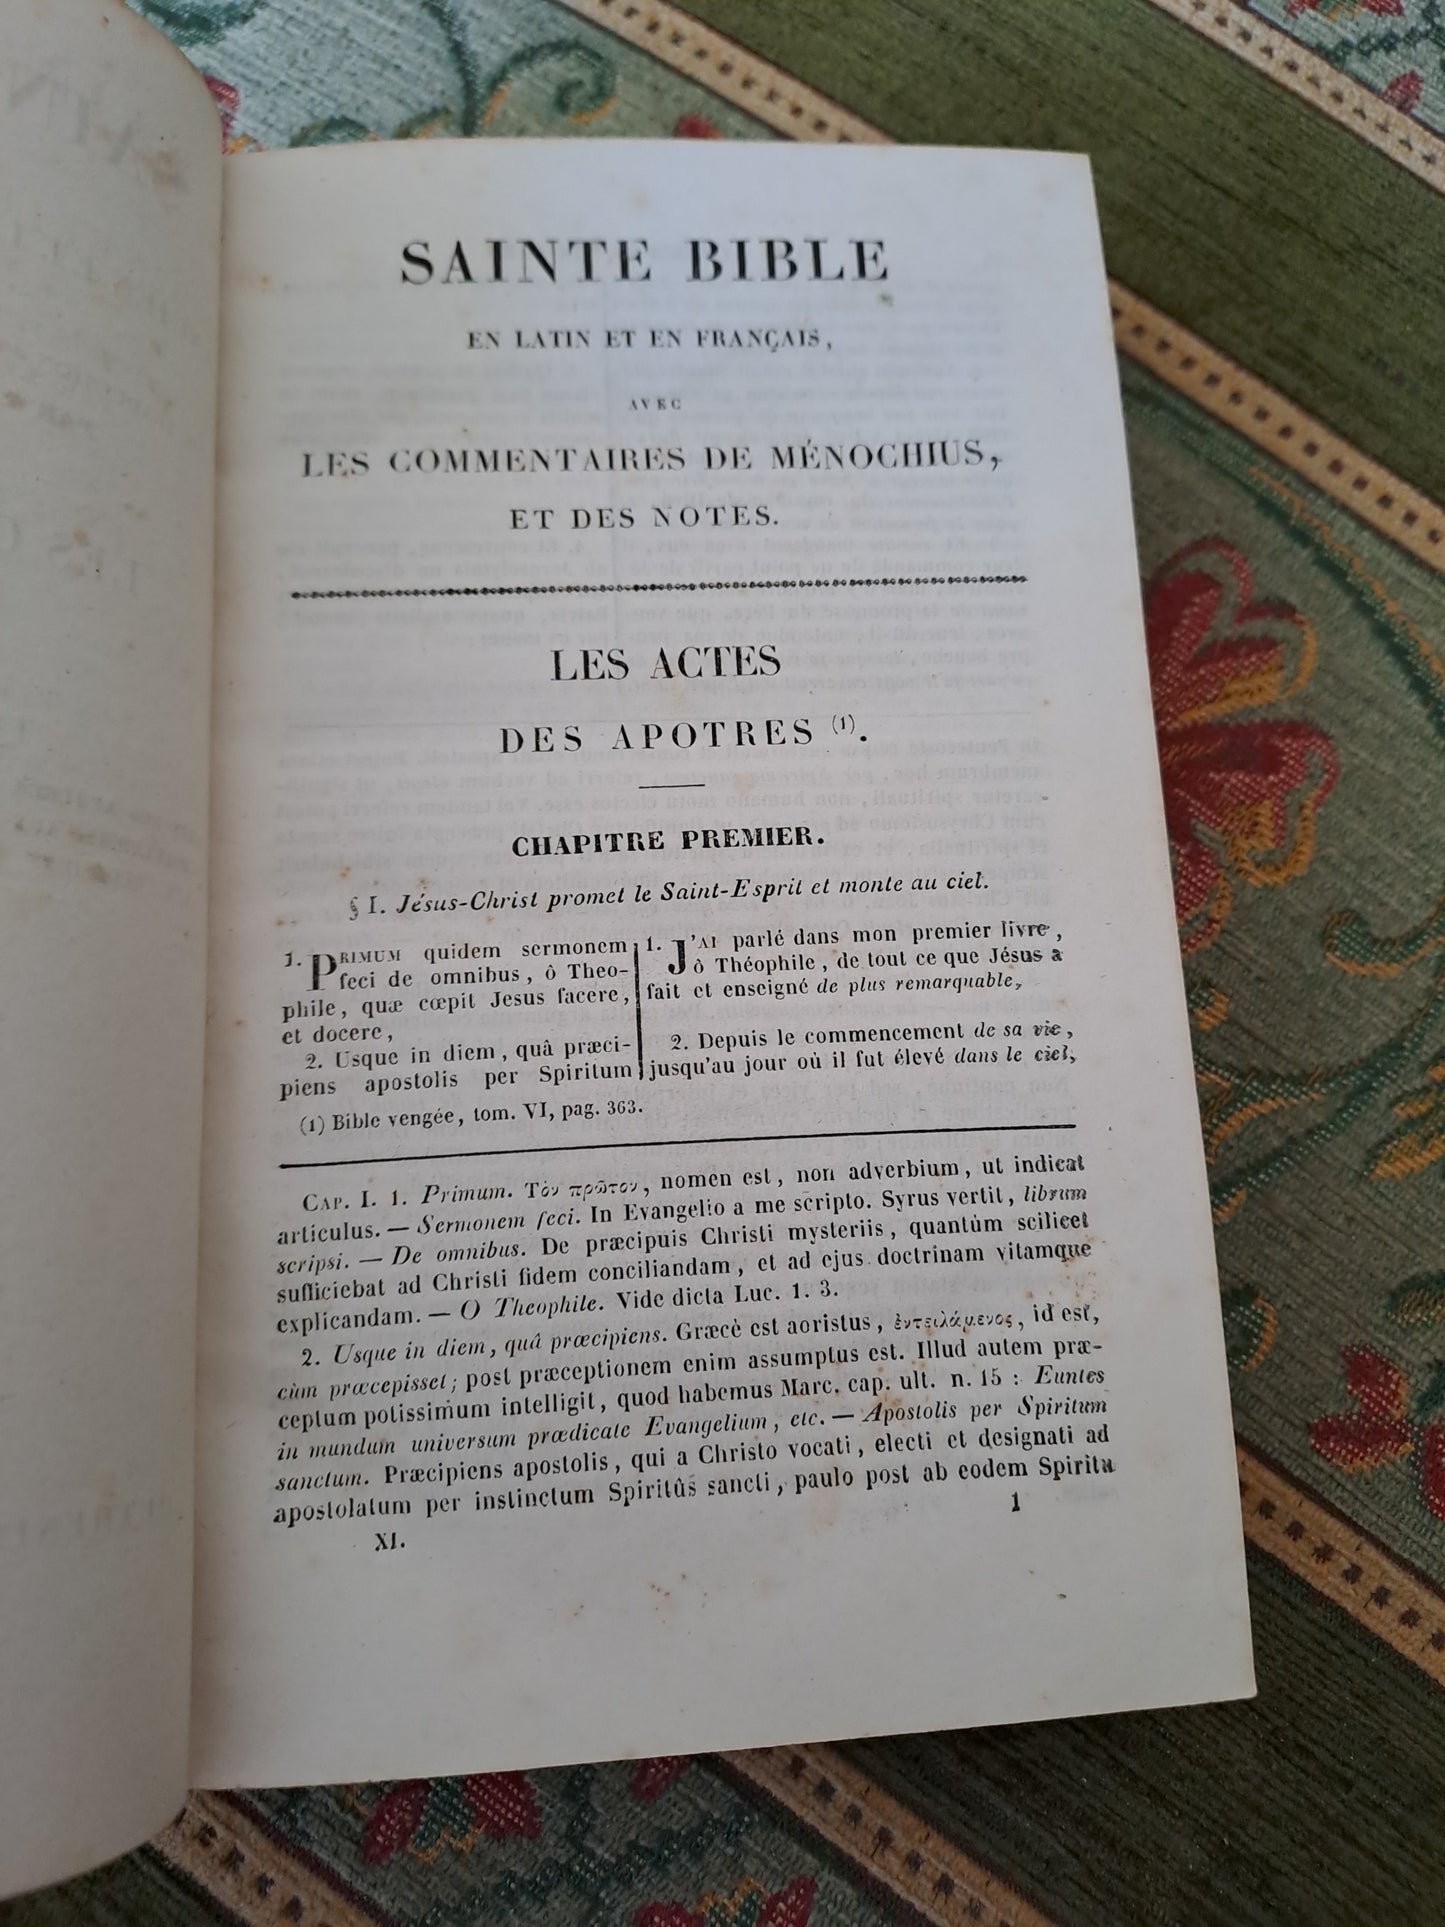 SAINTE BIBLE
EN LATIN ET EN FRANÇAIS,
AVEC
LES COMMENTAIRES DE MÉNOCHIUS,
ET DES NOTES.
LES ACTES
DES APOTRES (1).
CHAPITRE PREMIER.
§ I. Jésus-Christ promet le Saint-Esprit et monte au ciel.
1. PRIMUM quidem sermonem
feci de omnibus, ô Theo-
phile, quæ cœpit Jesus facere,
et docere,
2. Usque in diem, quâ præci-
piens apostolis per Spiritum
1. J'AI parlé dans mon premier livre,
ô Théophile, de tout ce que Jésus a
fait et enseigné de plus remarquable,
2. Depuis le commencement de sa vie,
jusqu'au jour où il fut élevé dans le ciel,
(1) Bible vengée, tom. VI, pag. 363.
CAP. I. 1. Primum. Τὸν πρῶτον, nomen est, non adverbium, ut indicat
articulus. — Sermonem feci. In Evangelio a me scripto. Syrus vertit, librum
scripsi. — De omnibus. De præcipuis Christi mysteriis, quantùm scilicet
sufficiebat ad Christi fidem conciliandam, et ad ejus doctrinam vitamque
explicandam. — O Theophile. Vide dicta Luc. 1. 3.
2. Usque in diem, quâ præcipiens. Græcè est aoristus, ἐντειλάμενος, id est,
cùm præcepisset; post præceptionem enim assumptus est. Illud autem præ-
ceptum potissimùm intelligit, quod habemus Marc. cap. ult. n. 15 : Euntes
in mundum universum prædicate Evangelium, etc. — Apostolis per Spiritum
sanctum. Præcipiens apostolis, qui a Christo vocati, electi et designati ad
apostolatum per instinctum Spiritûs sancti, paulo post ab eodem Spiritu
XI.
1